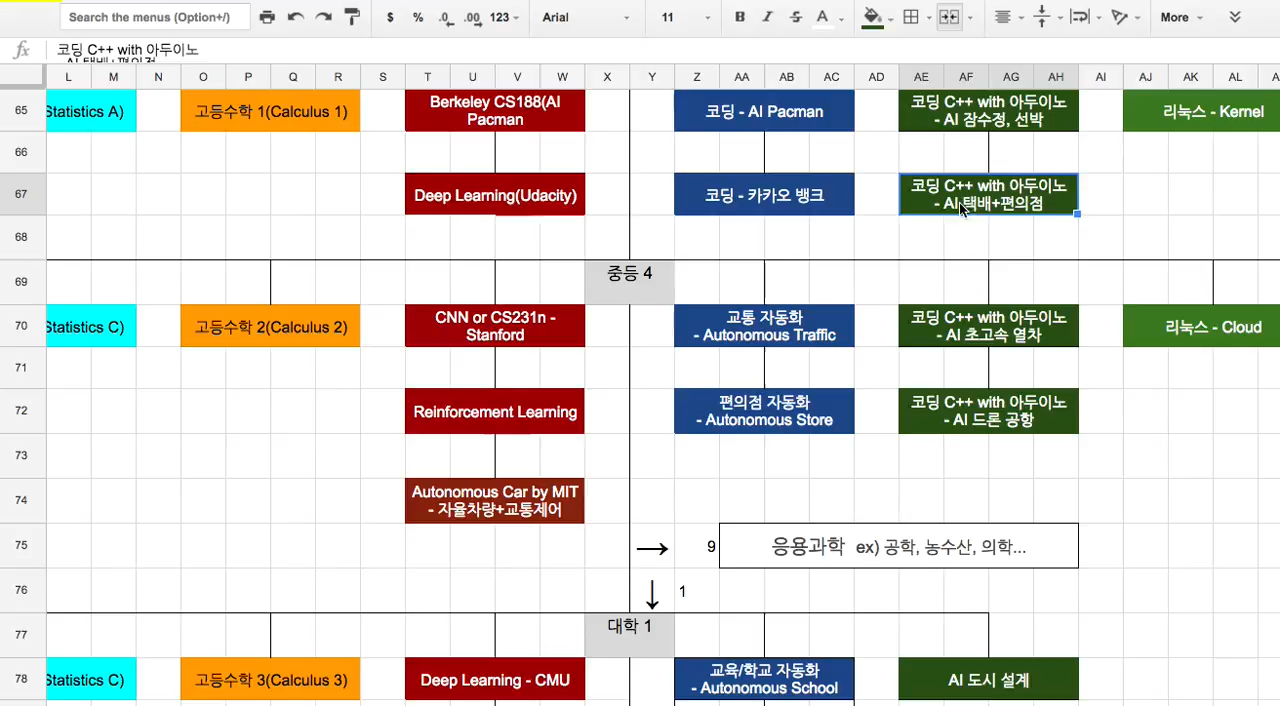 Search the menus (Option+/)
$ % .0 .00 123 Arial 11 B I S A More
fx 코딩 C++ with 아두이노
- AI 택배+편의점
L M N O P Q R S T U V W X Y Z AA AB AC AD AE AF AG AH AI AJ AK AL
65
Statistics A)
고등수학 1(Calculus 1)
Berkeley CS188(AI
Pacman
코딩 - AI Pacman
코딩 C++ with 아두이노
- AI 잠수정, 선박
리눅스 - Kernel
66
67
Deep Learning(Udacity)
코딩 - 카카오 뱅크
코딩 C++ with 아두이노
- AI 택배+편의점
68
69
중등 4
70
Statistics C)
고등수학 2(Calculus 2)
CNN or CS231n -
Stanford
교통 자동화
- Autonomous Traffic
코딩 C++ with 아두이노
- AI 초고속 열차
리눅스 - Cloud
71
72
Reinforcement Learning
편의점 자동화
- Autonomous Store
코딩 C++ with 아두이노
- AI 드론 공항
73
74
Autonomous Car by MIT
- 자율차량+교통제어
75
→ 9 응용과학 ex) 공학, 농수산, 의학...
76
↓ 1
77
대학 1
78
Statistics C)
고등수학 3(Calculus 3)
Deep Learning - CMU
교육/학교 자동화
- Autonomous School
AI 도시 설계